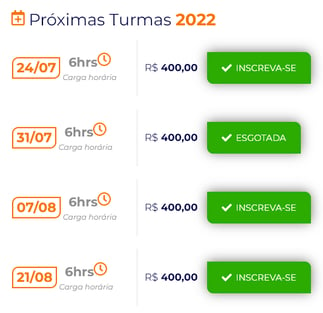 Próximas Turmas 2022
24/07 6hrs R$ 400,00 INSCREVA-SE
Carga horária
31/07 6hrs R$ 400,00 ESGOTADA
Carga horária
07/08 6hrs R$ 400,00 INSCREVA-SE
Carga horária
21/08 6hrs R$ 400,00 INSCREVA-SE
Carga horária